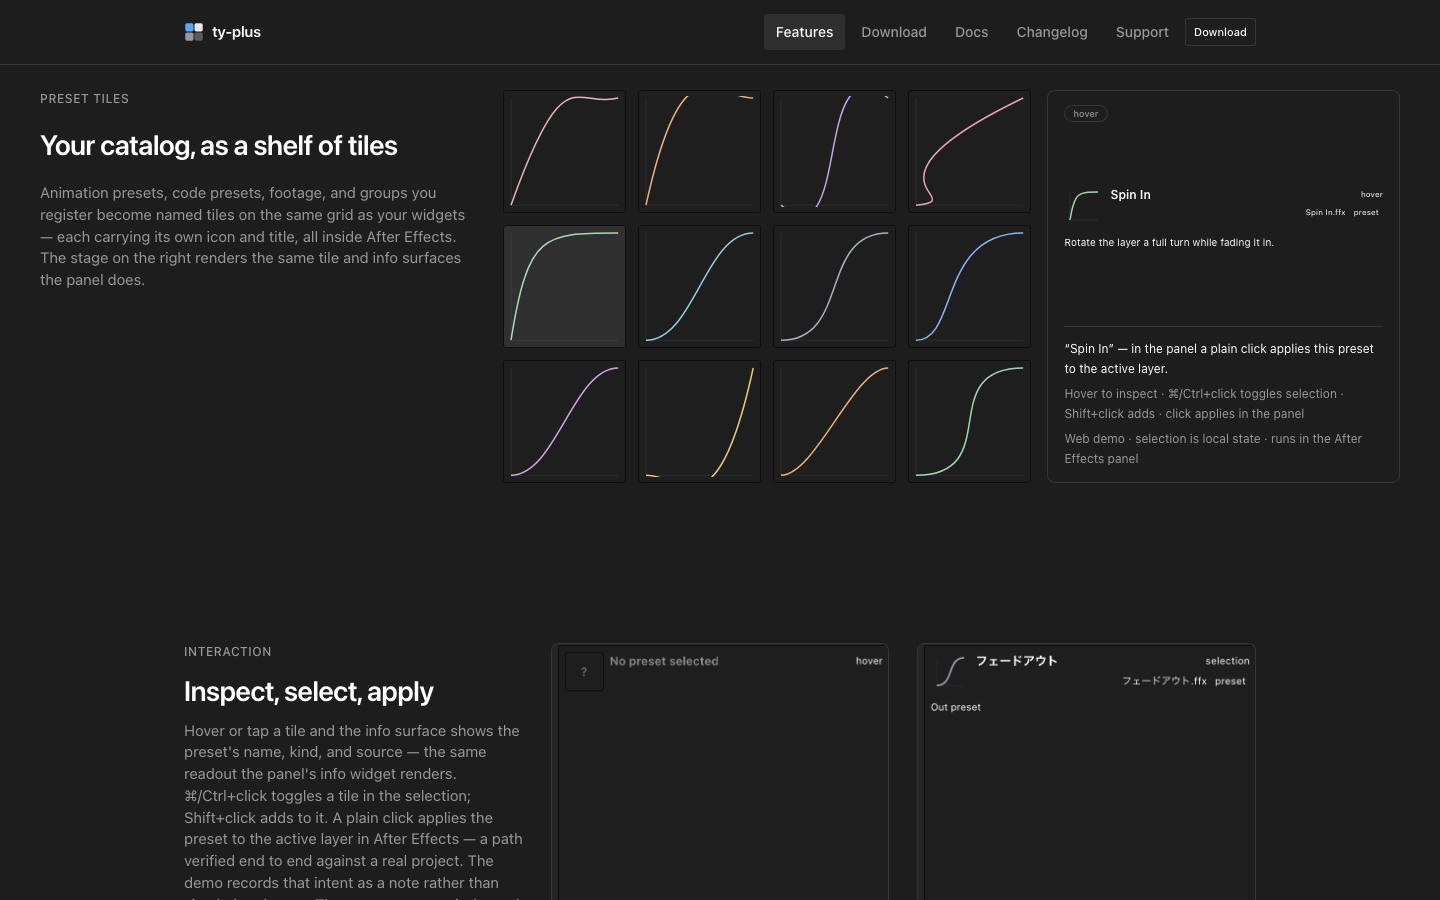 ty-plus
Features
Download
Docs
Changelog
Support
Download
PRESET TILES
Your catalog, as a shelf of tiles
Animation presets, code presets, footage, and groups you
register become named tiles on the same grid as your widgets
— each carrying its own icon and title, all inside After Effects.
The stage on the right renders the same tile and info surfaces
the panel does.
hover
Spin In
hover
Spin In.ffx preset
Rotate the layer a full turn while fading it in.
“Spin In” — in the panel a plain click applies this preset
to the active layer.
Hover to inspect · ⌘/Ctrl+click toggles selection ·
Shift+click adds · click applies in the panel
Web demo · selection is local state · runs in the After
Effects panel
INTERACTION
Inspect, select, apply
Hover or tap a tile and the info surface shows the
preset's name, kind, and source — the same
readout the panel's info widget renders.
⌘/Ctrl+click toggles a tile in the selection;
Shift+click adds to it. A plain click applies the
preset to the active layer in After Effects — a path
verified end to end against a real project. The
demo records that intent as a note rather than
?
No preset selected
hover
フェードアウト
selection
フェードアウト.ffx preset
Out preset